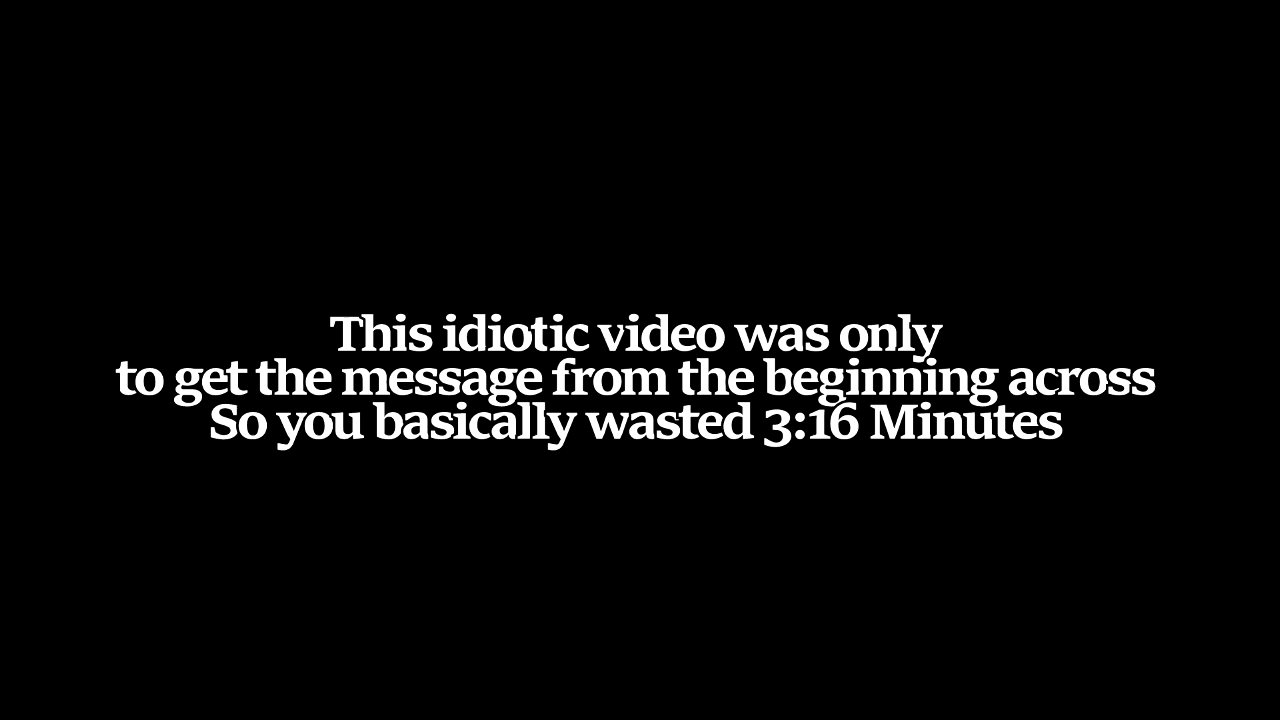 This idiotic video was only
to get the message from the beginning across
So you basically wasted 3:16 Minutes